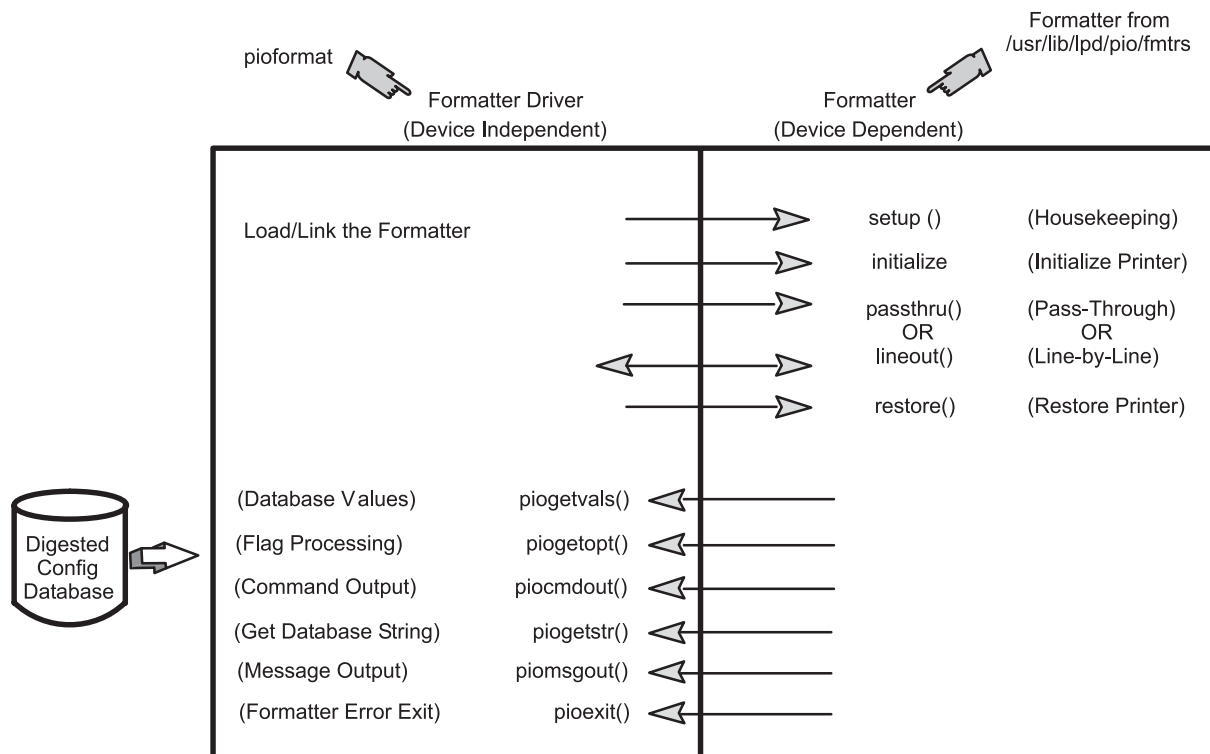 Formatter from
/usr/lib/lpd/pio/fmtrs
pioformat
Formatter Driver
(Device Independent)
Formatter
(Device Dependent)
Load/Link the Formatter
setup () (Housekeeping)
initialize (Initialize Printer)
passthru() (Pass-Through)
OR OR
lineout() (Line-by-Line)
restore() (Restore Printer)
Digested
Config
Database
(Database Values) piogetvals()
(Flag Processing) piogetopt()
(Command Output) piocmdout()
(Get Database String) piogetstr()
(Message Output) piomsgout()
(Formatter Error Exit) pioexit()